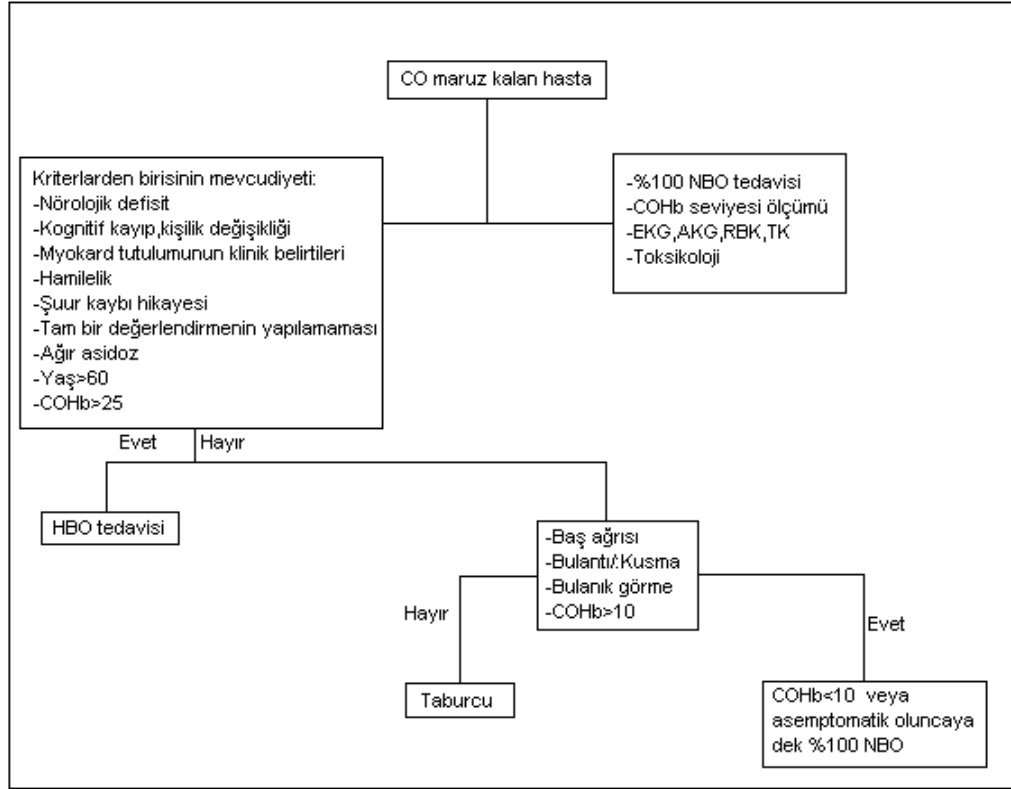 CO maruz kalan hasta
Kriterlarden birisinin mevcudiyeti:
-Nörolojik defisit
-Kognitif kayıp,kişilik değişikliği
-Myokard tutulumunun klinik belirtileri
-Hamilelik
-Şuur kaybı hikayesi
-Tam bir değerlendirmenin yapılamaması
-Ağır asidoz
-Yaş>60
-COHb>25
-%100 NBO tedavisi
-COHb seviyesi ölçümü
-EKG,AKG,RBK,TK
-Toksikoloji
Evet
Hayır
HBO tedavisi
-Baş ağrısı
-Bulantı/:Kusma
-Bulanık görme
-COHb>10
Hayır
Evet
Taburcu
COHb<10 veya
asemptomatik oluncaya
dek %100 NBO